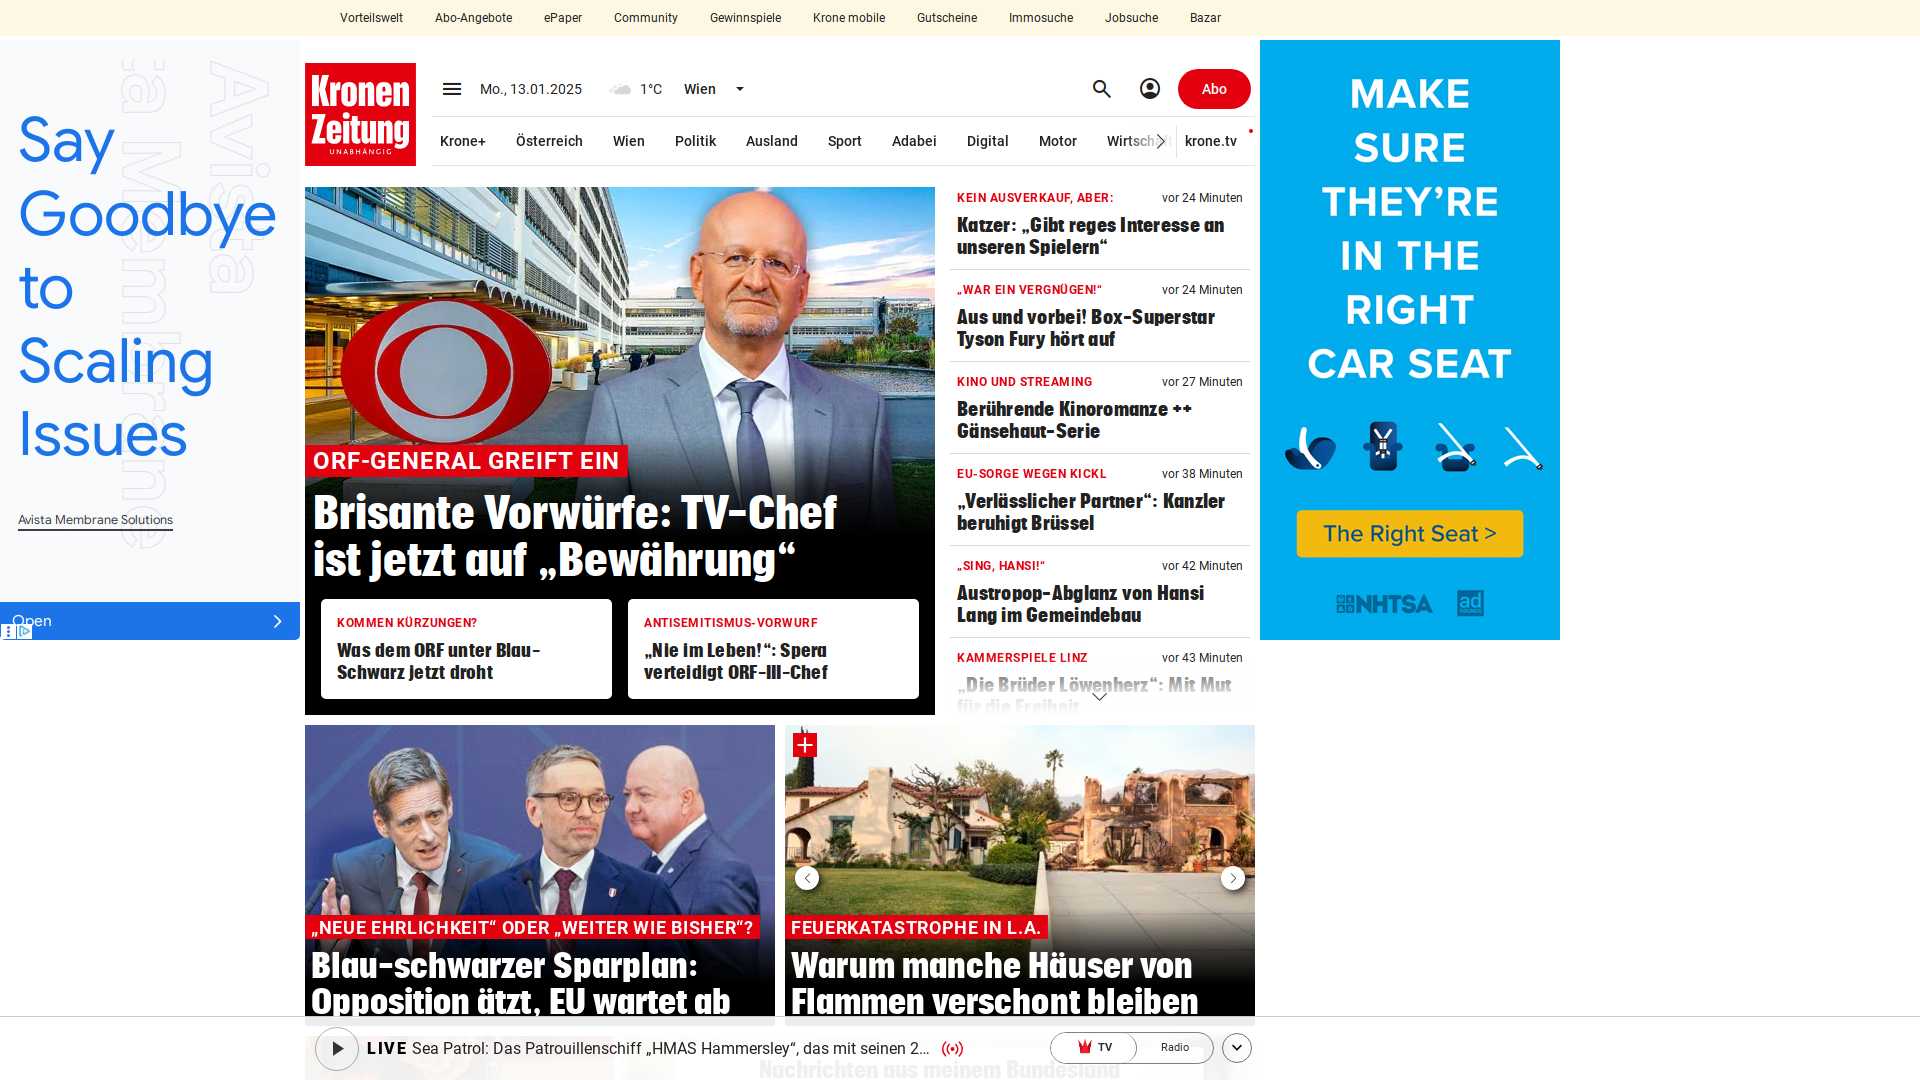 Vorteilswelt Abo-Angebote ePaper Community Gewinnspiele Krone mobile Gutscheine Immosuche Jobsuche Bazar
Avista
Say
Goodbye
to
Scaling
Issues
Avista Membrane Solutions
Open
Kronen
Zeitung
UNABHÄNGIG
Mo., 13.01.2025 1°C Wien
Abo
Krone+ Österreich Wien Politik Ausland Sport Adabei Digital Motor Wirtschaft krone.tv
ORF-GENERAL GREIFT EIN
Brisante Vorwürfe: TV-Chef
ist jetzt auf „Bewährung“
KOMMEN KÜRZUNGEN?
Was dem ORF unter Blau-
Schwarz jetzt droht
ANTISEMITISMUS-VORWURF
„Nie im Leben!“: Spera
verteidigt ORF-III-Chef
KEIN AUSVERKAUF, ABER: vor 24 Minuten
Katzer: „Gibt reges Interesse an
unseren Spielern“
„WAR EIN VERGNÜGEN!“ vor 24 Minuten
Aus und vorbei! Box-Superstar
Tyson Fury hört auf
KINO UND STREAMING vor 27 Minuten
Berührende Kinoromanze ++
Gänsehaut-Serie
EU-SORGE WEGEN KICKL vor 38 Minuten
„Verlässlicher Partner“: Kanzler
beruhigt Brüssel
„SING, HANSI!“ vor 42 Minuten
Austropop-Abglanz von Hansi
Lang im Gemeindebau
KAMMERSPIELE LINZ vor 43 Minuten
„Die Brüder Löwenherz“: Mit Mut
für die Freiheit
MAKE
SURE
THEY’RE
IN THE
RIGHT
CAR SEAT
The Right Seat >
NHTSA
ad
„NEUE EHRLICHKEIT“ ODER „WEITER WIE BISHER“?
Blau-schwarzer Sparplan:
Opposition ätzt, EU wartet ab
FEUERKATASTROPHE IN L.A.
Warum manche Häuser von
Flammen verschont bleiben
LIVE Sea Patrol: Das Patrouillenschiff „HMAS Hammersley“, das mit seinen 2...
TV Radio
Nachrichten aus meinem Bundesland